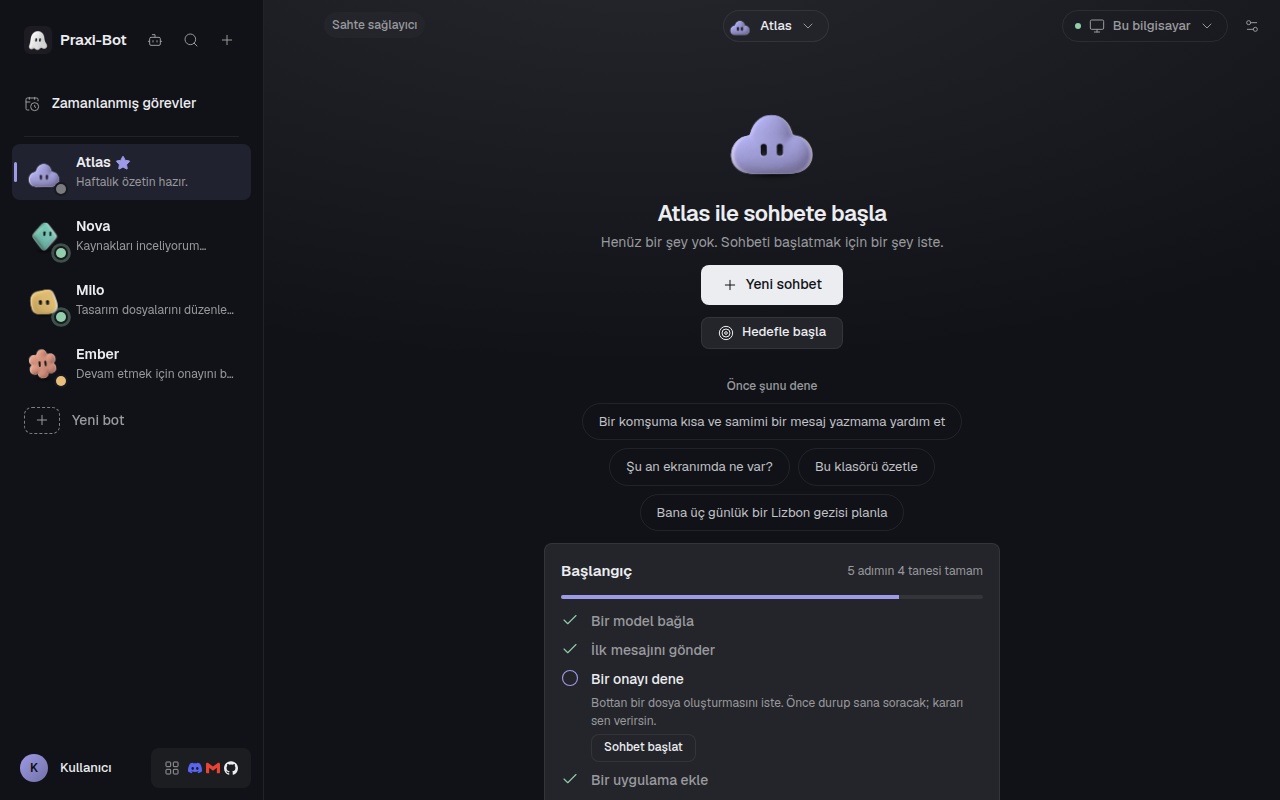 Praxi-Bot
Zamanlanmış görevler
Atlas
Haftalık özetin hazır.
Nova
Kaynakları inceliyorum…
Milo
Tasarım dosyalarını düzenle…
Ember
Devam etmek için onayını b…
Yeni bot
K
Kullanıcı
Sahte sağlayıcı
Atlas
Bu bilgisayar
Atlas ile sohbete başla
Henüz bir şey yok. Sohbeti başlatmak için bir şey iste.
Yeni sohbet
Hedefle başla
Önce şunu dene
Bir komşuma kısa ve samimi bir mesaj yazmama yardım et
Şu an ekranımda ne var?
Bu klasörü özetle
Bana üç günlük bir Lizbon gezisi planla
Başlangıç
5 adımın 4 tanesi tamam
Bir model bağla
İlk mesajını gönder
Bir onayı dene
Bottan bir dosya oluşturmasını iste. Önce durup sana soracak; kararı
sen verirsin.
Sohbet başlat
Bir uygulama ekle